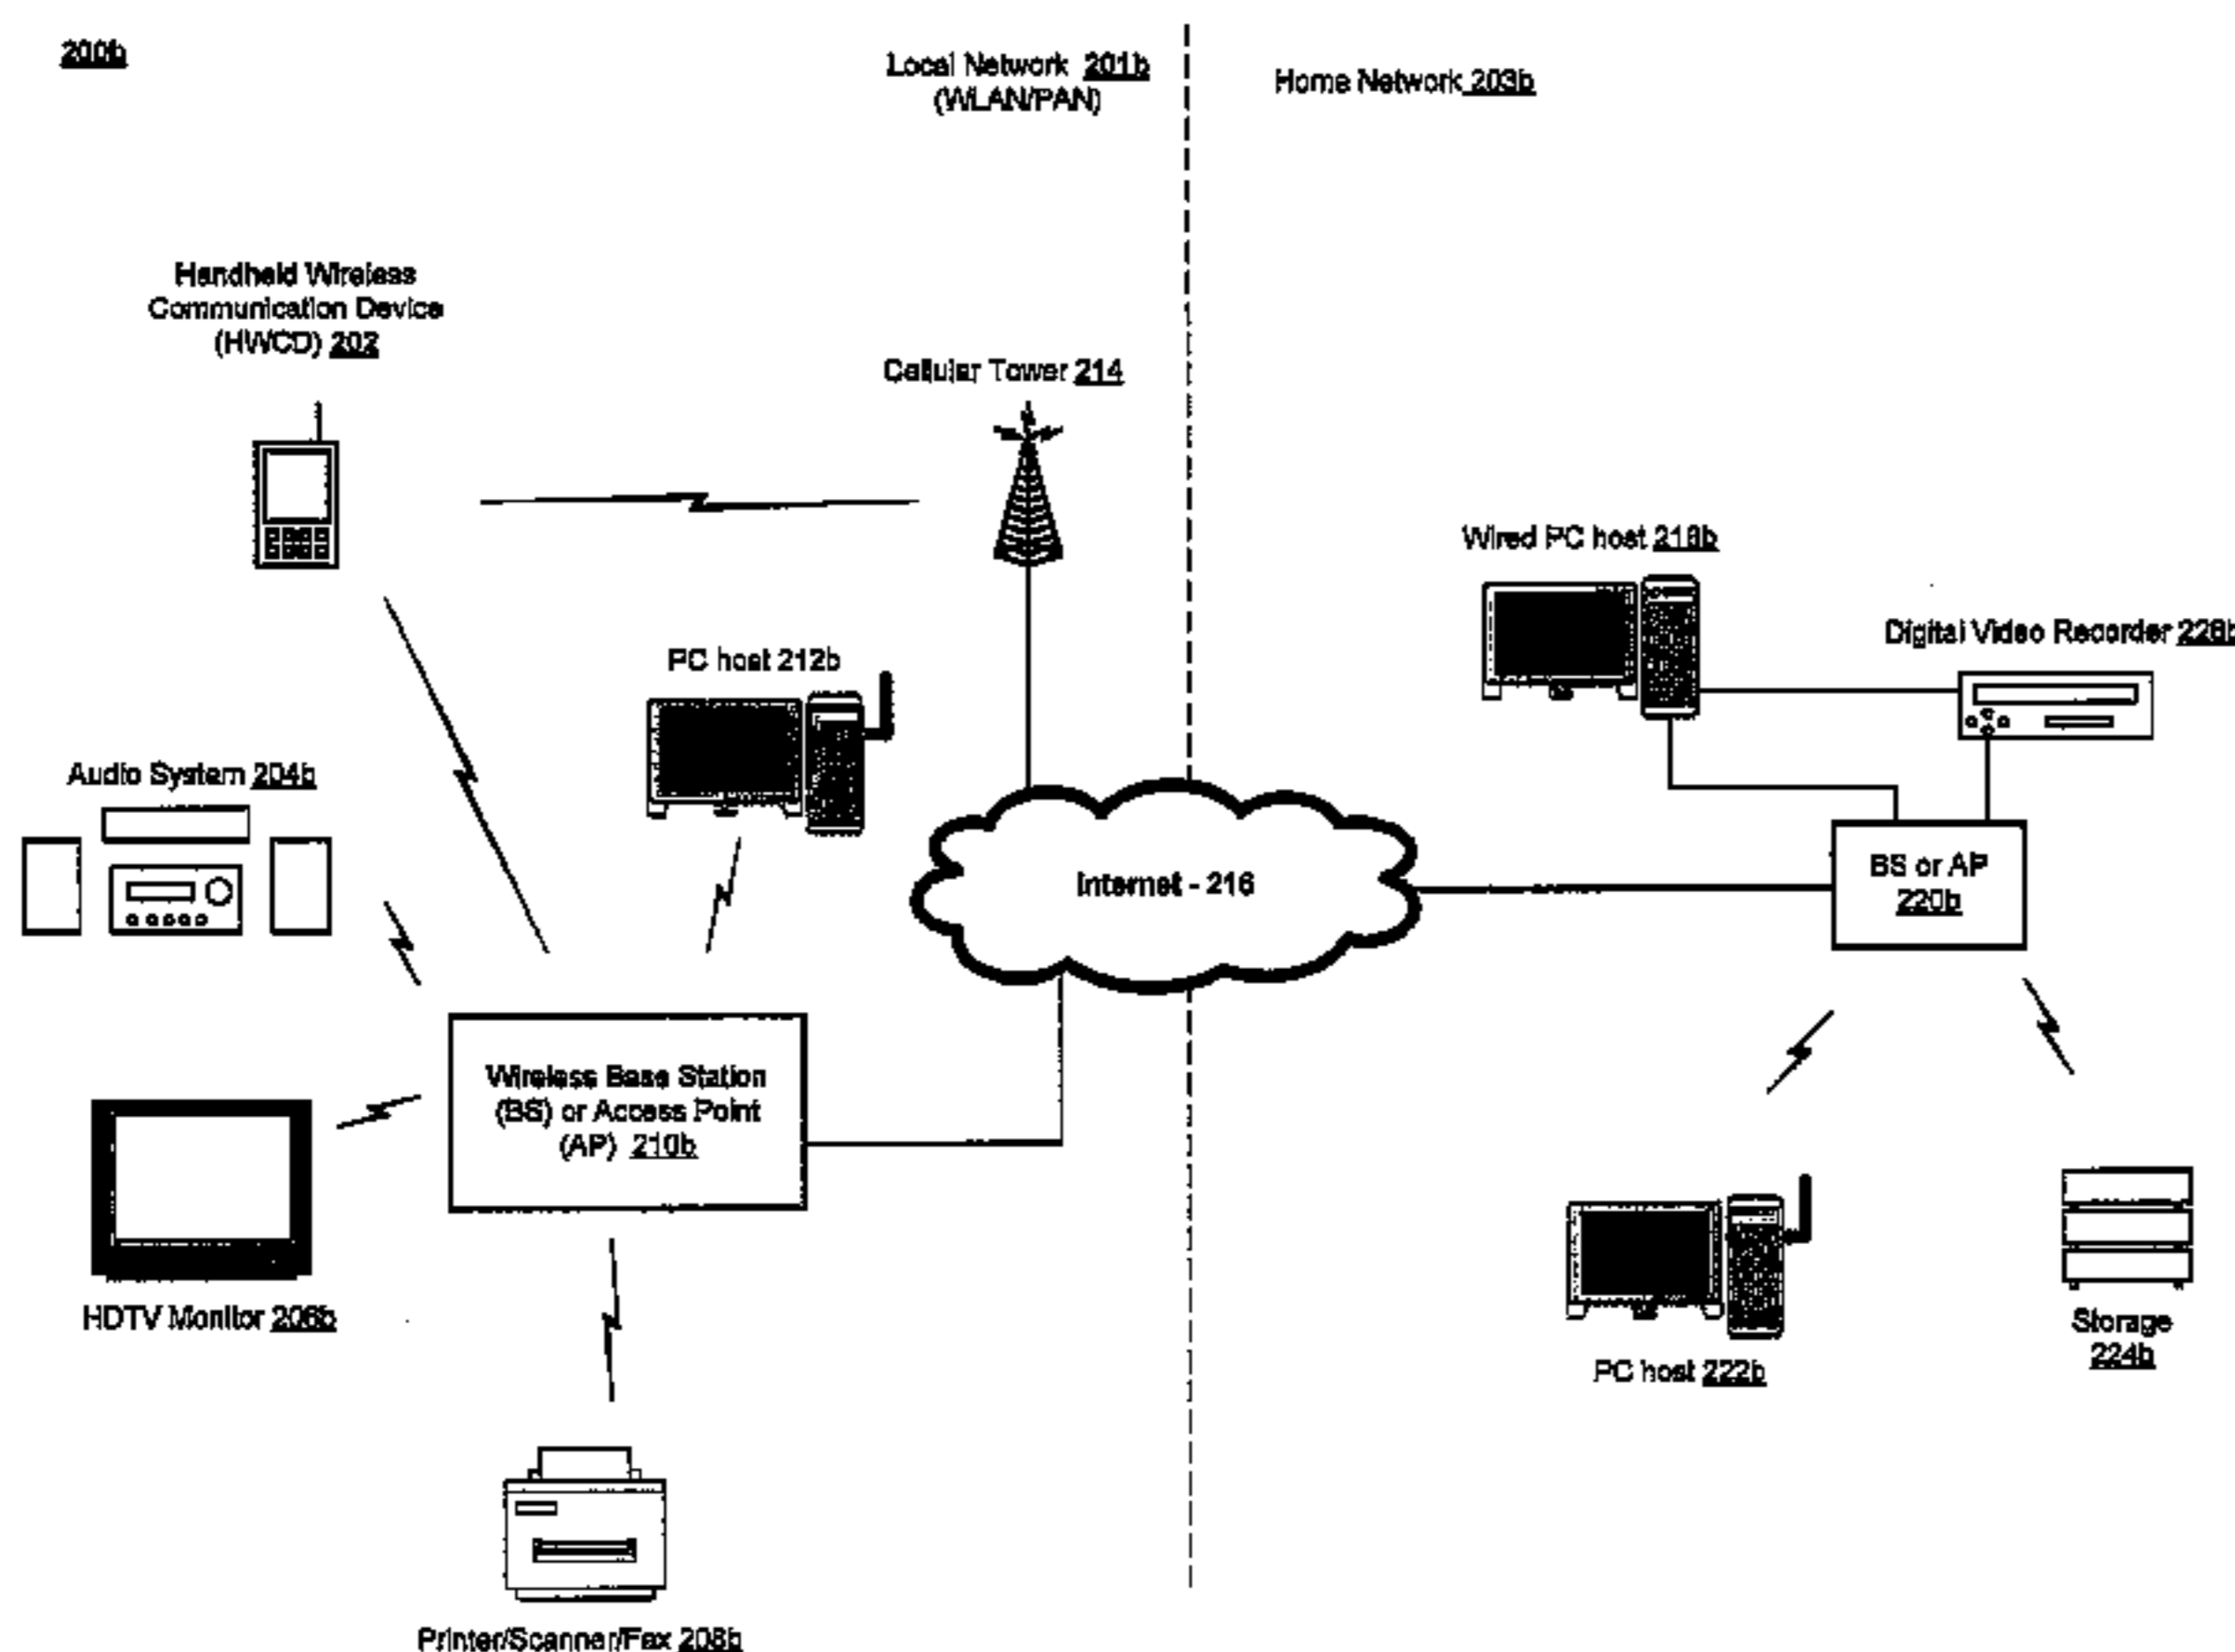 200b
Local Network 201b
(WLAN/PAN)
Home Network 203b
Handheld Wireless
Communication Device
(HWCD) 202
Cellular Tower 214
Wired PC host 218b
Digital Video Recorder 226b
PC host 212b
Audio System 204b
Internet - 216
BS or AP
220b
Wireless Base Station
(BS) or Access Point
(AP) 210b
HDTV Monitor 206b
PC host 222b
Storage
224b
Printer/Scanner/Fax 208b